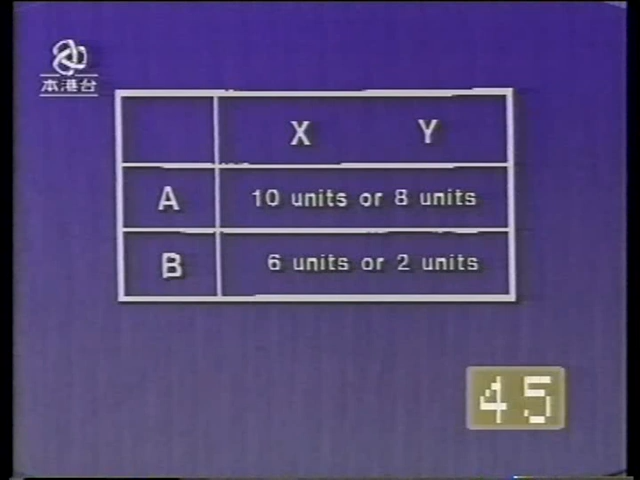 本港台
X Y
A 10 units or 8 units
B 6 units or 2 units
45